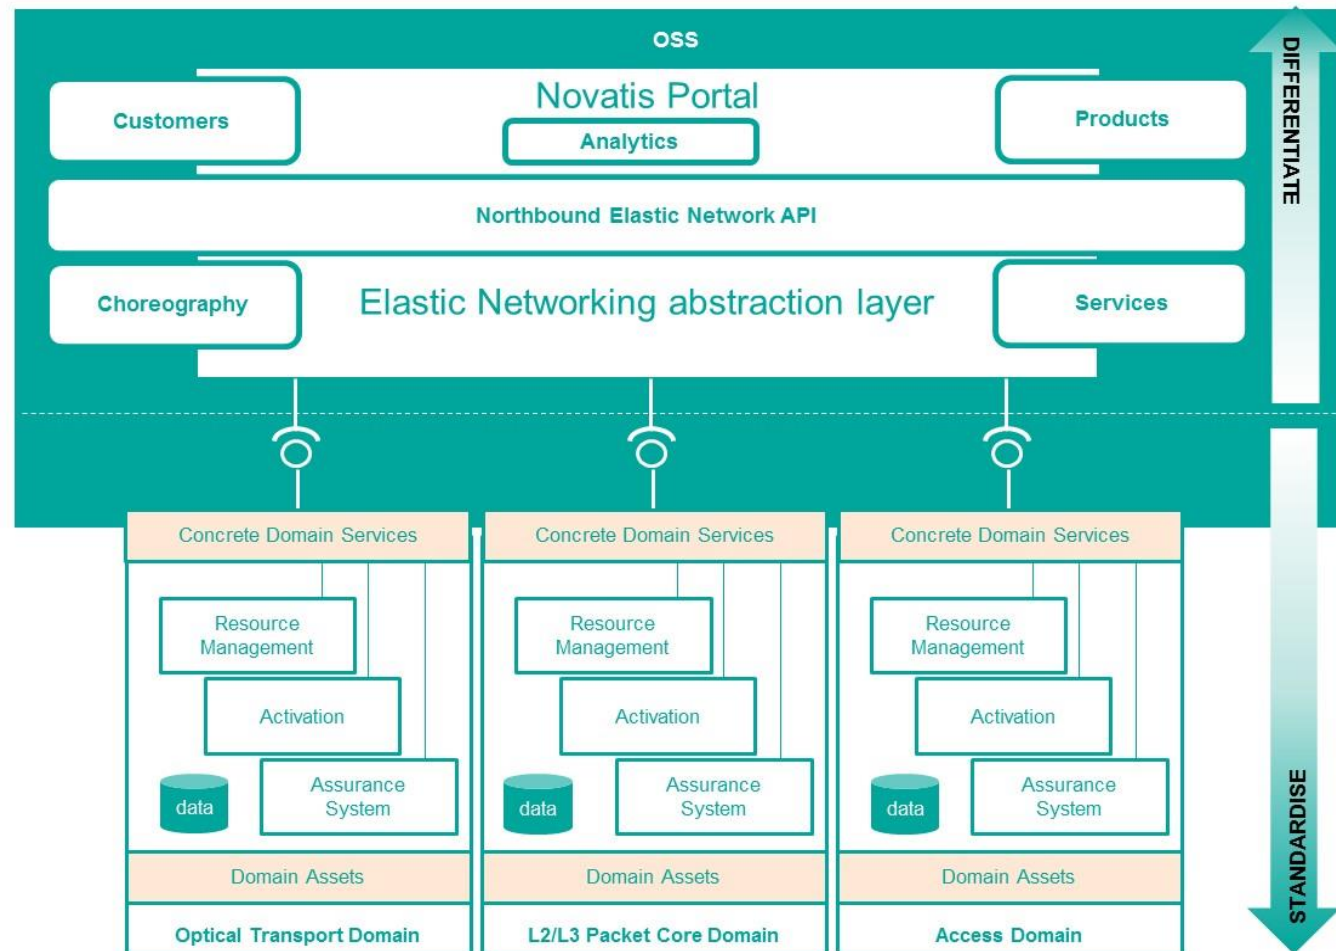 OSS
Novatis Portal
Customers
Analytics
Products
Northbound Elastic Network API
Choreography
Elastic Networking abstraction layer
Services
DIFFERENTIATE
Concrete Domain Services
Resource
Management
Activation
Assurance
System
data
Domain Assets
Optical Transport Domain
Concrete Domain Services
Resource
Management
Activation
Assurance
System
data
Domain Assets
L2/L3 Packet Core Domain
Concrete Domain Services
Resource
Management
Activation
Assurance
System
data
Domain Assets
Access Domain
STANDARDISE